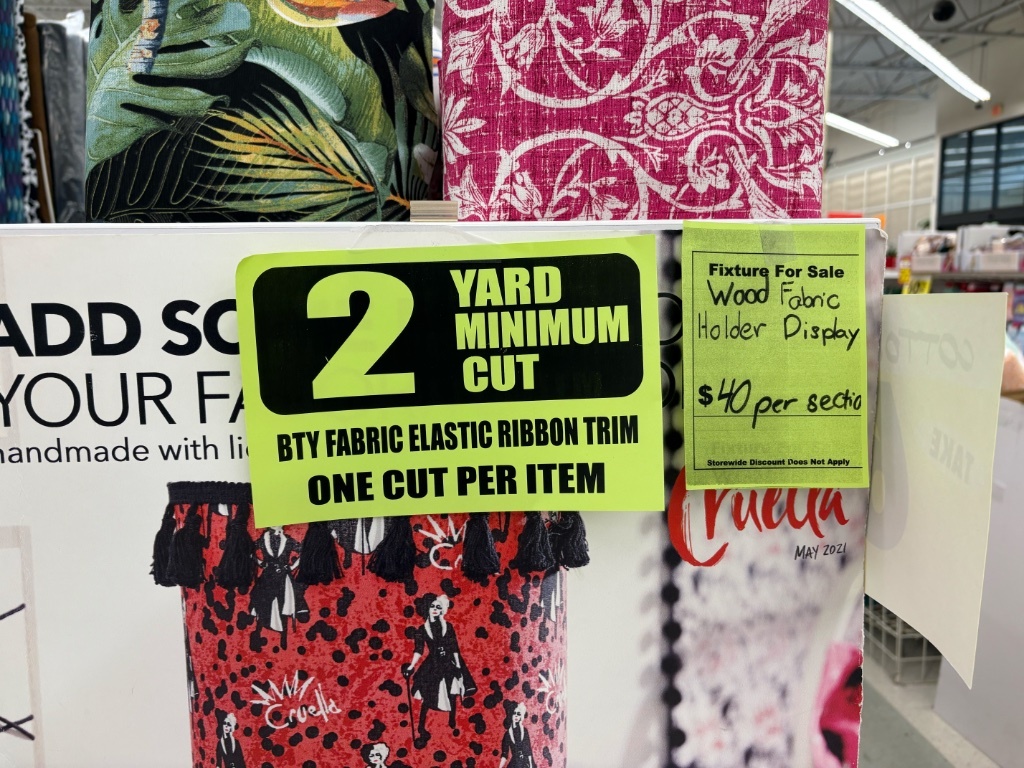 ADD SO
YOUR FA
handmade with li
2
YARD
MINIMUM
CUT
BTY FABRIC ELASTIC RIBBON TRIM
ONE CUT PER ITEM
Fixture For Sale
Wood Fabric
Holder Display
$40 per sectio
Storewide Discount Does Not Apply
Cruella
MAY 2021
Cruella
TAKE